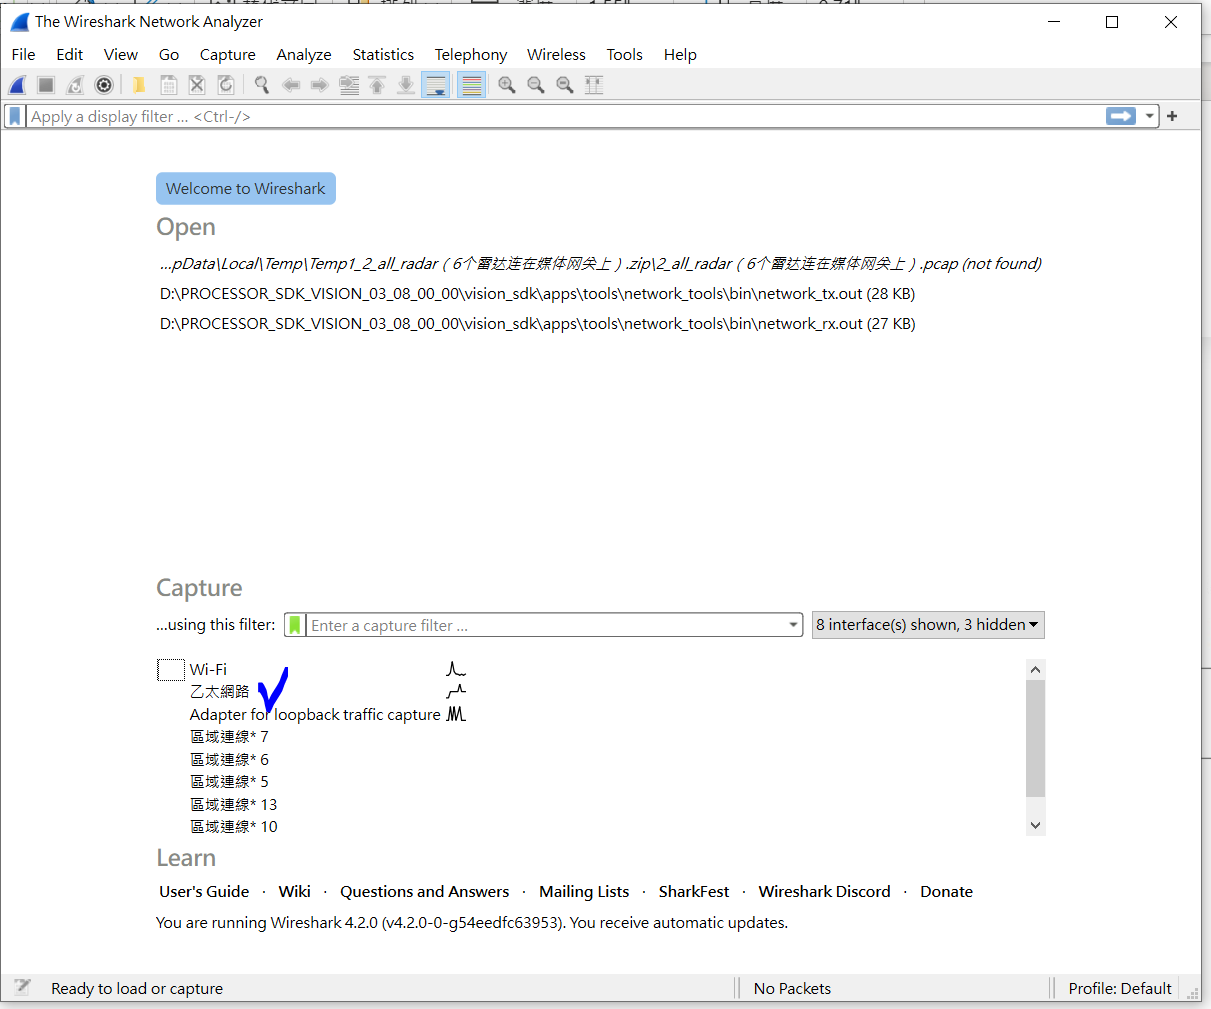 The Wireshark Network Analyzer
File Edit View Go Capture Analyze Statistics Telephony Wireless Tools Help
Apply a display filter ... <Ctrl-/>
Welcome to Wireshark
Open
...pData\Local\Temp\Temp1_2_all_radar（6个雷达连在媒体网关上）.zip\2_all_radar（6个雷达连在媒体网关上）.pcap (not found)
D:\PROCESSOR_SDK_VISION_03_08_00_00\vision_sdk\apps\tools\network_tools\bin\network_tx.out (28 KB)
D:\PROCESSOR_SDK_VISION_03_08_00_00\vision_sdk\apps\tools\network_tools\bin\network_rx.out (27 KB)
Capture
...using this filter: Enter a capture filter ... 8 interface(s) shown, 3 hidden
Wi-Fi
乙太網路
Adapter for loopback traffic capture
區域連線* 7
區域連線* 6
區域連線* 5
區域連線* 13
區域連線* 10
Learn
User's Guide · Wiki · Questions and Answers · Mailing Lists · SharkFest · Wireshark Discord · Donate
You are running Wireshark 4.2.0 (v4.2.0-0-g54eedfc63953). You receive automatic updates.
Ready to load or capture No Packets Profile: Default